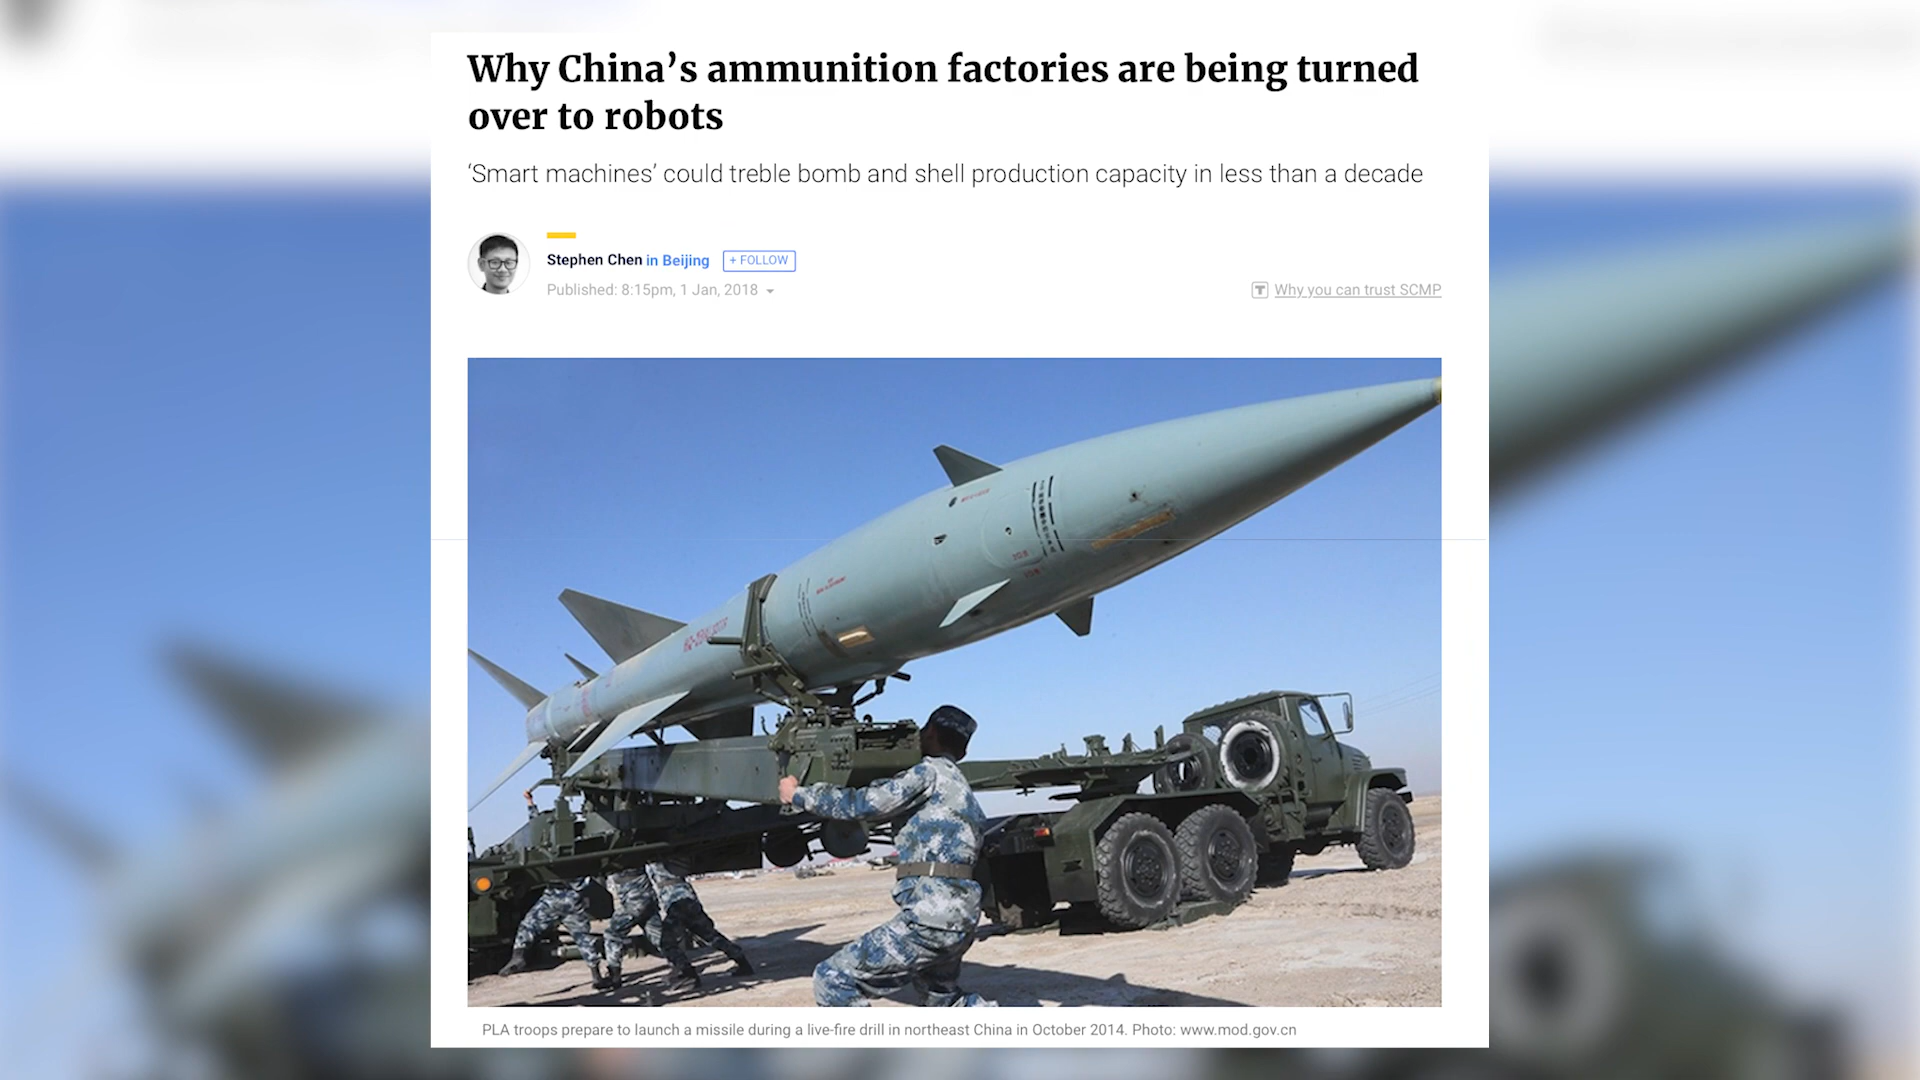 Why China’s ammunition factories are being turned
over to robots
‘Smart machines’ could treble bomb and shell production capacity in less than a decade
Stephen Chen in Beijing + FOLLOW
Published: 8:15pm, 1 Jan, 2018
Why you can trust SCMP
PLA troops prepare to launch a missile during a live-fire drill in northeast China in October 2014. Photo: www.mod.gov.cn